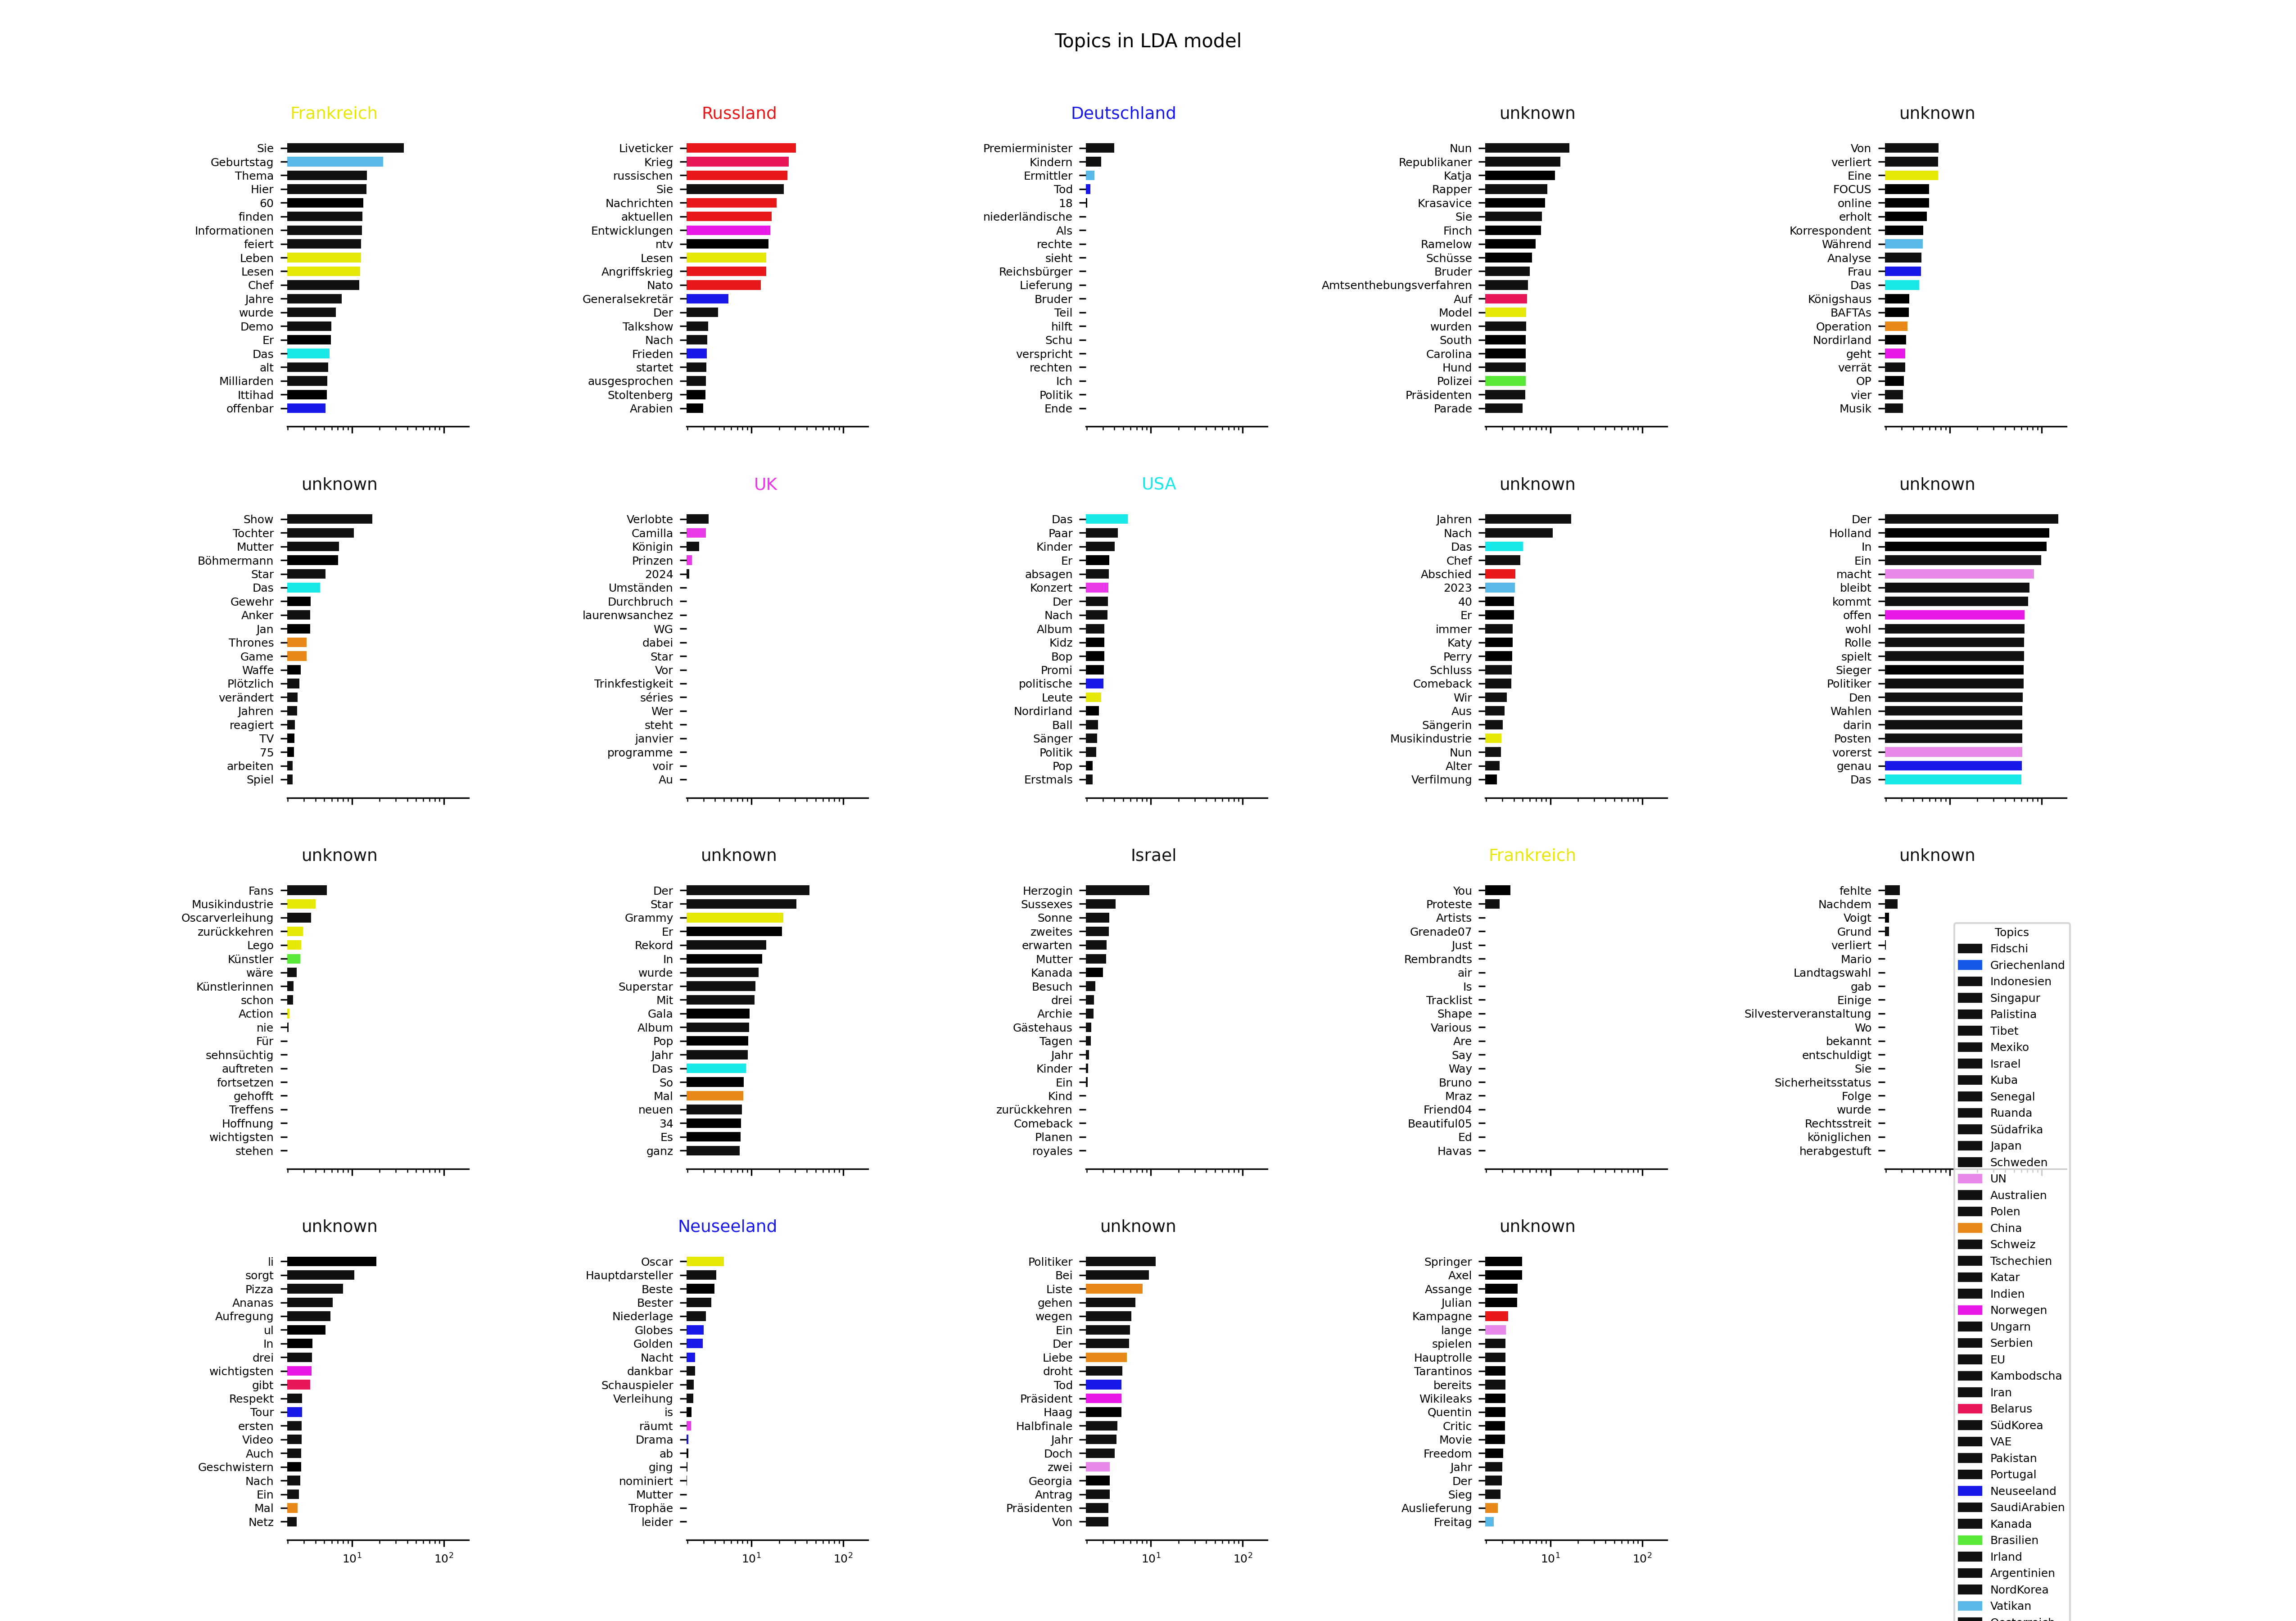 Topics in LDA model
Frankreich
Sie
Geburtstag
Thema
Hier
60
finden
Informationen
feiert
Leben
Lesen
Chef
Jahre
wurde
Demo
Er
Das
alt
Milliarden
Ittihad
offenbar
Russland
Liveticker
Krieg
russischen
Sie
Nachrichten
aktuellen
Entwicklungen
ntv
Lesen
Angriffskrieg
Nato
Generalsekretär
Der
Talkshow
Nach
Frieden
startet
ausgesprochen
Stoltenberg
Arabien
Deutschland
Premierminister
Kindern
Ermittler
Tod
18
niederländische
Als
rechte
sieht
Reichsbürger
Lieferung
Bruder
Teil
hilft
Schu
verspricht
rechten
Ich
Politik
Ende
unknown
Nun
Republikaner
Katja
Rapper
Krasavice
Sie
Finch
Ramelow
Schüsse
Bruder
Amtsenthebungsverfahren
Auf
Model
wurden
South
Carolina
Hund
Polizei
Präsidenten
Parade
unknown
Von
verliert
Eine
FOCUS
online
erholt
Korrespondent
Während
Analyse
Frau
Das
Königshaus
BAFTAs
Operation
Nordirland
geht
verrät
OP
vier
Musik
unknown
Show
Tochter
Mutter
Böhmermann
Star
Das
Gewehr
Anker
Jan
Thrones
Game
Waffe
Plötzlich
verändert
Jahren
reagiert
TV
75
arbeiten
Spiel
UK
Verlobte
Camilla
Königin
Prinzen
2024
Umständen
Durchbruch
laurenwsanchez
WG
dabei
Star
Vor
Trinkfestigkeit
séries
Wer
steht
janvier
programme
voir
Au
USA
Das
Paar
Kinder
Er
absagen
Konzert
Der
Nach
Album
Kidz
Bop
Promi
politische
Leute
Nordirland
Ball
Sänger
Politik
Pop
Erstmals
unknown
Jahren
Nach
Das
Chef
Abschied
2023
40
Er
immer
Katy
Perry
Schluss
Comeback
Wir
Aus
Sängerin
Musikindustrie
Nun
Alter
Verfilmung
unknown
Der
Holland
In
Ein
macht
bleibt
kommt
offen
wohl
Rolle
spielt
Sieger
Politiker
Den
Wahlen
darin
Posten
vorerst
genau
Das
unknown
Fans
Musikindustrie
Oscarverleihung
zurückkehren
Lego
Künstler
wäre
Künstlerinnen
schon
Action
nie
Für
sehnsüchtig
auftreten
fortsetzen
gehofft
Treffens
Hoffnung
wichtigsten
stehen
unknown
Der
Star
Grammy
Er
Rekord
In
wurde
Superstar
Mit
Gala
Album
Pop
Jahr
Das
So
Mal
neuen
34
Es
ganz
Israel
Herzogin
Sussexes
Sonne
zweites
erwarten
Mutter
Kanada
Besuch
drei
Archie
Gästehaus
Tagen
Jahr
Kinder
Ein
Kind
zurückkehren
Comeback
Planen
royales
Frankreich
You
Proteste
Artists
Grenade07
Just
Rembrandts
air
Is
Tracklist
Shape
Various
Are
Say
Way
Bruno
Mraz
Friend04
Beautiful05
Ed
Havas
unknown
fehlte
Nachdem
Voigt
Grund
verliert
Mario
Landtagswahl
gab
Einige
Silvesterveranstaltung
Wo
bekannt
entschuldigt
Sie
Sicherheitsstatus
Folge
wurde
Rechtsstreit
königlichen
herabgestuft
unknown
li
sorgt
Pizza
Ananas
Aufregung
ul
In
drei
wichtigsten
gibt
Respekt
Tour
ersten
Video
Auch
Geschwistern
Nach
Ein
Mal
Netz
10¹ 10²
Neuseeland
Oscar
Hauptdarsteller
Beste
Bester
Niederlage
Globes
Golden
Nacht
dankbar
Schauspieler
Verleihung
is
räumt
Drama
ab
ging
nominiert
Mutter
Trophäe
leider
10¹ 10²
unknown
Politiker
Bei
Liste
gehen
wegen
Ein
Der
Liebe
droht
Tod
Präsident
Haag
Halbfinale
Jahr
Doch
zwei
Georgia
Antrag
Präsidenten
Von
10¹ 10²
unknown
Springer
Axel
Assange
Julian
Kampagne
lange
spielen
Hauptrolle
Tarantinos
bereits
Wikileaks
Quentin
Critic
Movie
Freedom
Jahr
Der
Sieg
Auslieferung
Freitag
10¹ 10²
Topics
Fidschi
Griechenland
Indonesien
Singapur
Palistina
Tibet
Mexiko
Israel
Kuba
Senegal
Ruanda
Südafrika
Japan
Schweden
UN
Australien
Polen
China
Schweiz
Tschechien
Katar
Indien
Norwegen
Ungarn
Serbien
EU
Kambodscha
Iran
Belarus
SüdKorea
VAE
Pakistan
Portugal
Neuseeland
SaudiArabien
Kanada
Brasilien
Irland
Argentinien
NordKorea
Vatikan